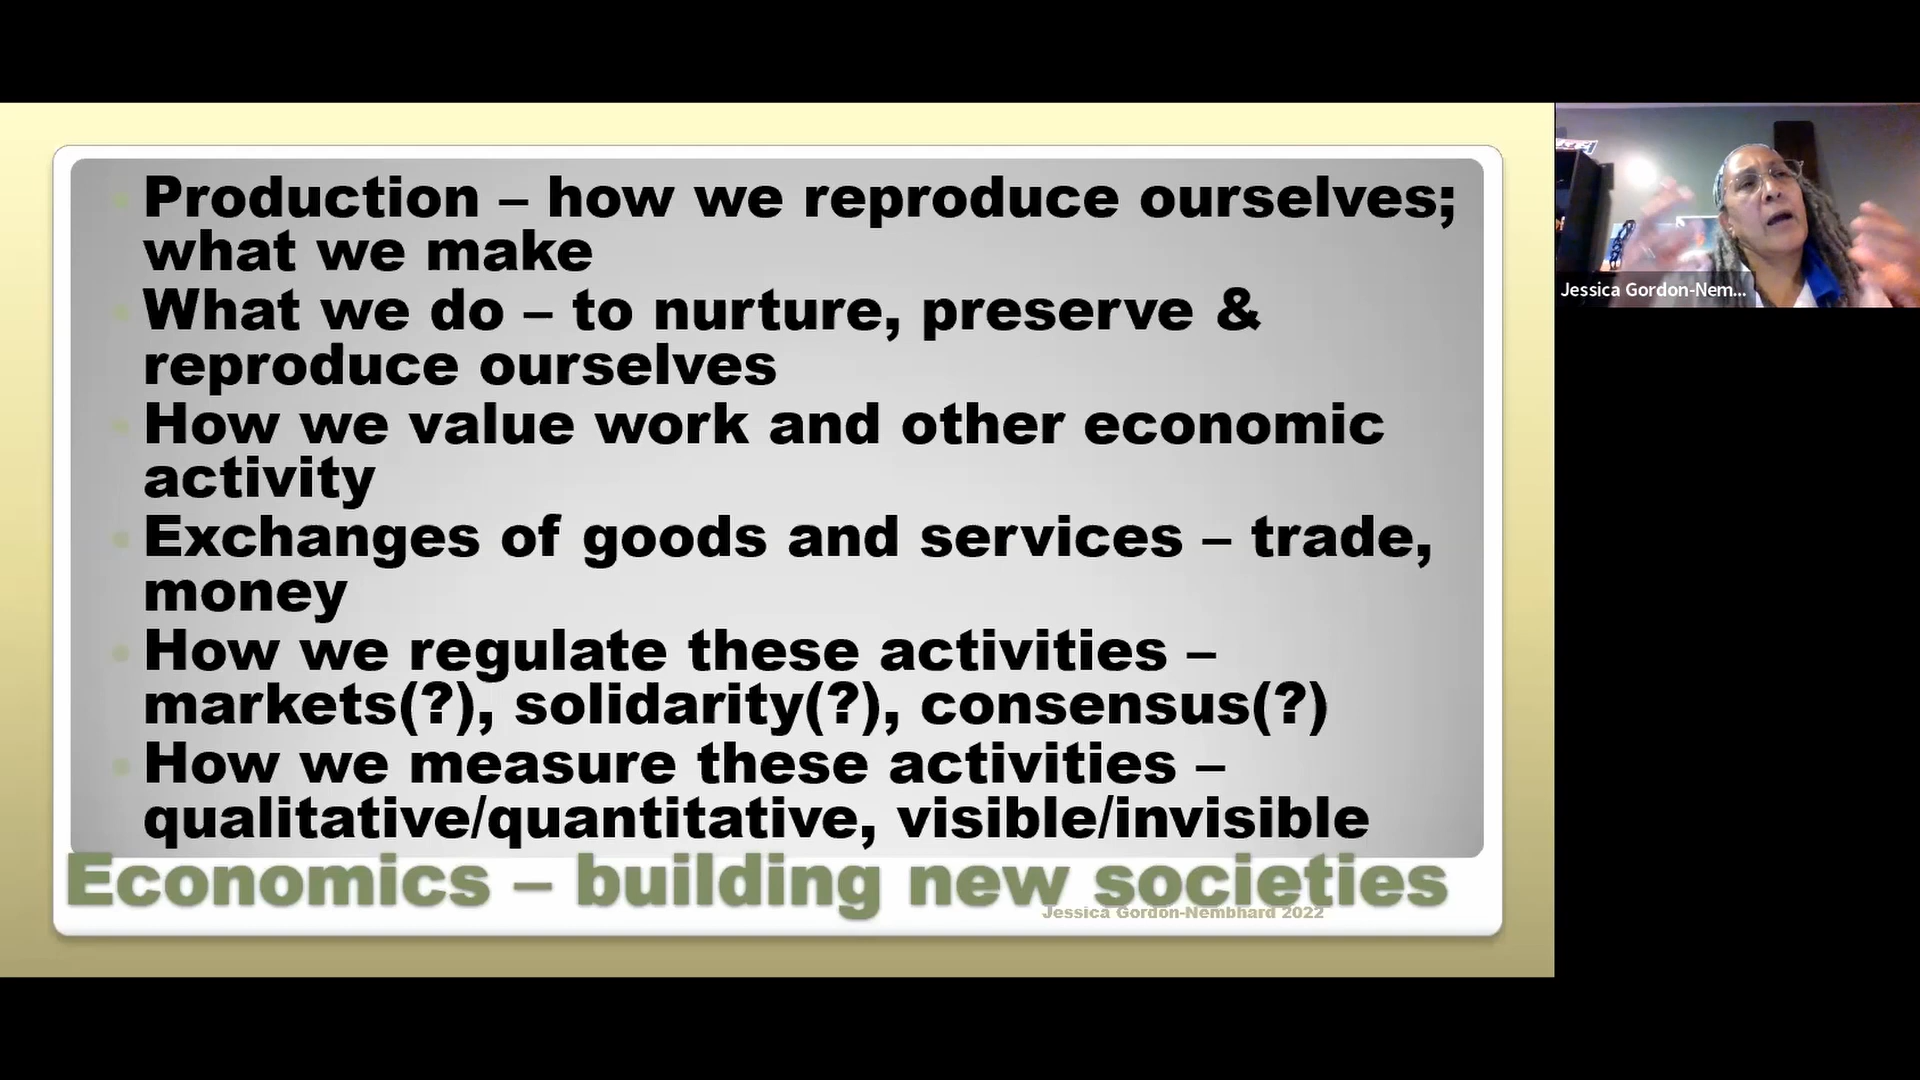 Production – how we reproduce ourselves;
what we make
What we do – to nurture, preserve &
reproduce ourselves
How we value work and other economic
activity
Exchanges of goods and services – trade,
money
How we regulate these activities –
markets(?), solidarity(?), consensus(?)
How we measure these activities –
qualitative/quantitative, visible/invisible
Economics – building new societies
Jessica Gordon-Nembhard 2022
Jessica Gordon-Nem...